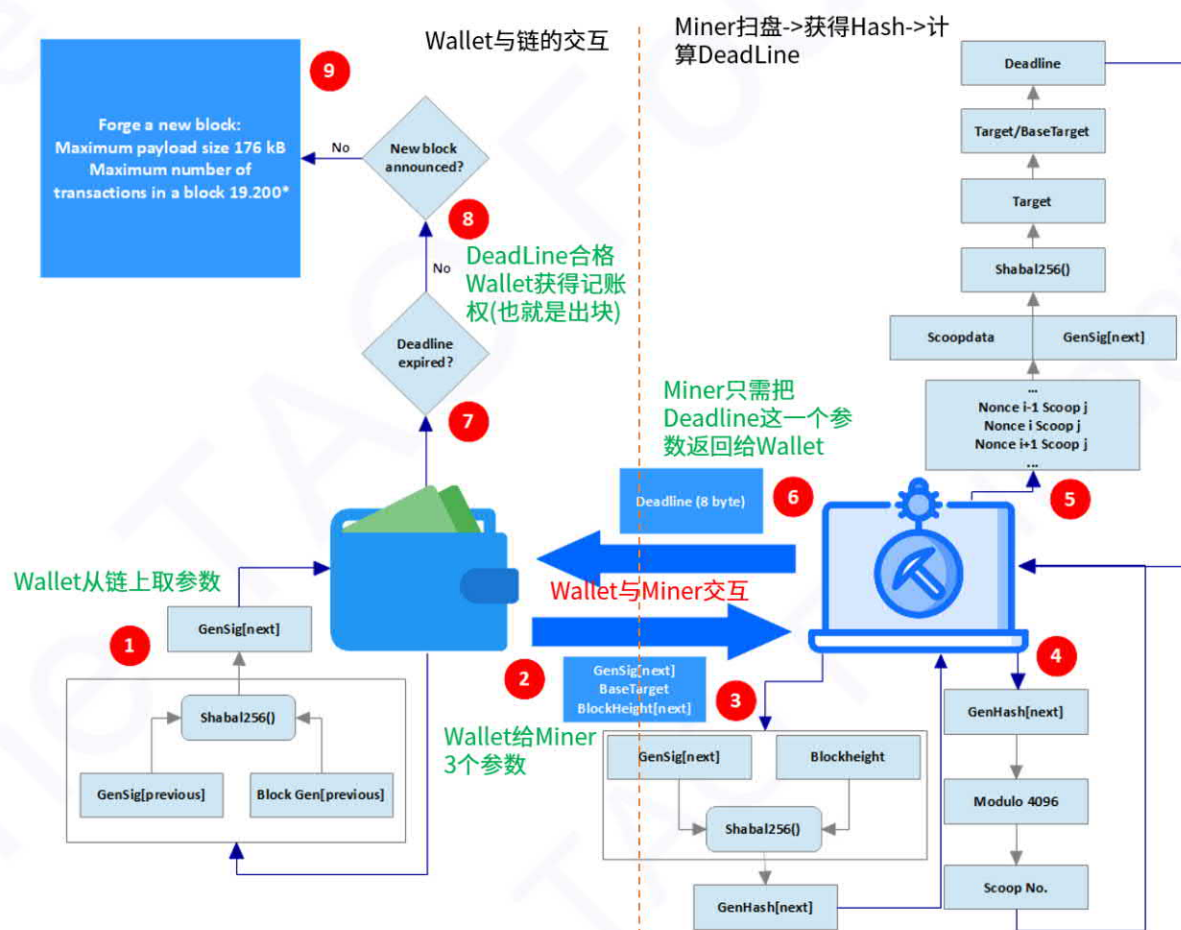 Wallet与链的交互
Miner扫盘->获得Hash->计
算DeadLine
9
Forge a new block:
Maximum payload size 176 kB
Maximum number of
transactions in a block 19.200*
No
New block
announced?
8
No
DeadLine合格
Wallet获得记账
权(也就是出块)
Deadline
expired?
7
Deadline
Target/BaseTarget
Target
Shabal256()
Scoopdata
GenSig[next]
...
Nonce i-1 Scoop j
Nonce i Scoop j
Nonce i+1 Scoop j
...
5
Miner只需把
Deadline这一个参
数返回给Wallet
Deadline (8 byte)
6
Wallet与Miner交互
Wallet从链上取参数
1
GenSig[next]
Shabal256()
GenSig[previous]
Block Gen[previous]
2
GenSig[next]
BaseTarget
BlockHeight[next]
Wallet给Miner
3个参数
3
GenSig[next]
Blockheight
Shabal256()
GenHash[next]
4
GenHash[next]
Modulo 4096
Scoop No.